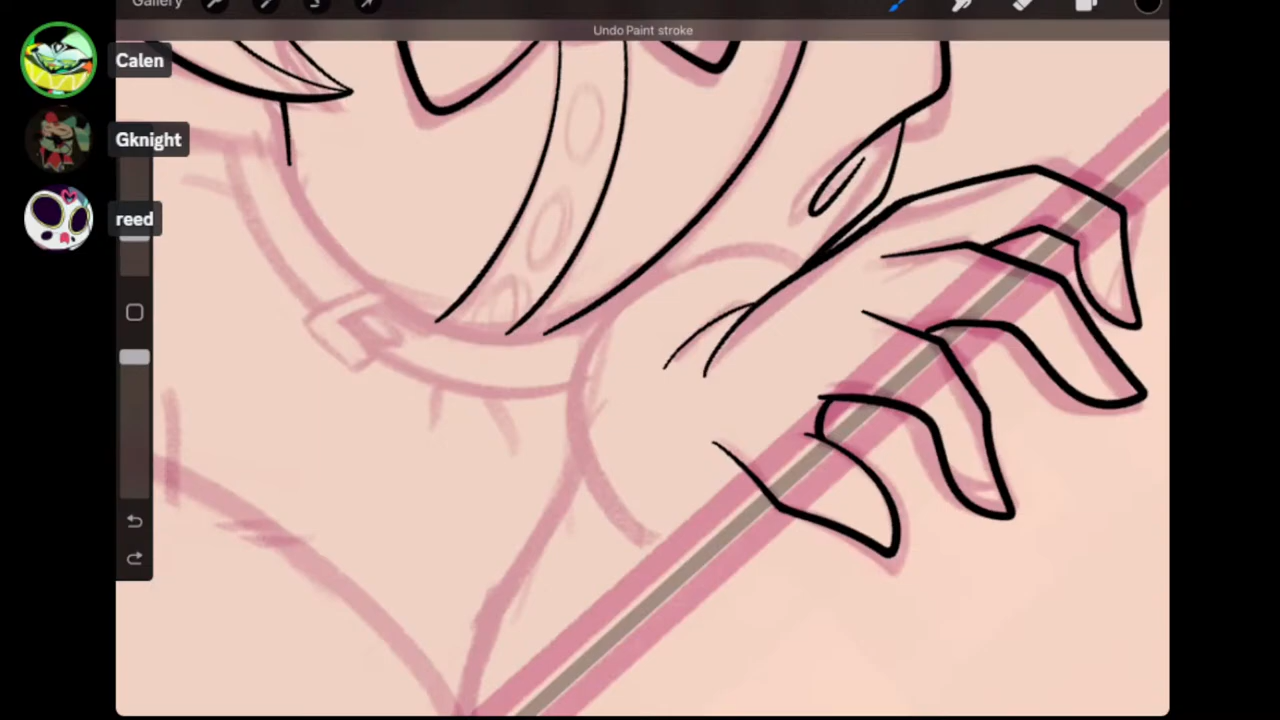 Gallery
Undo Paint stroke
Calen
Gknight
reed